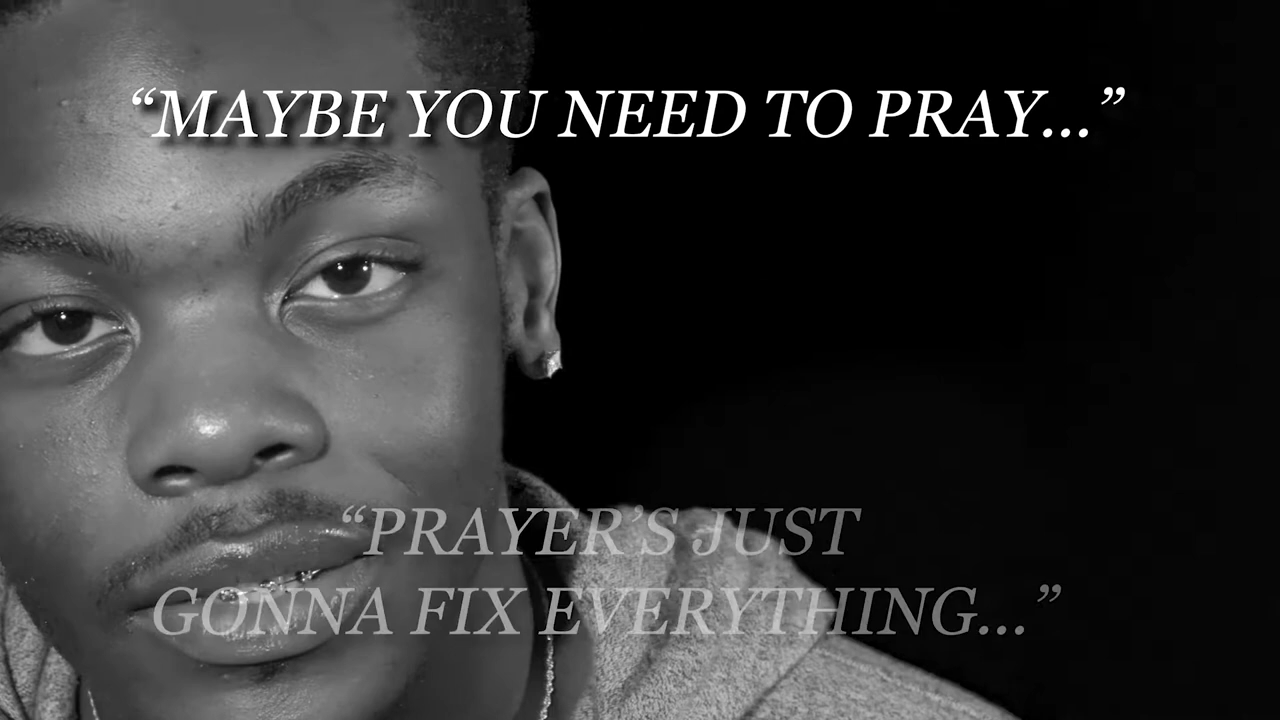 “MAYBE YOU NEED TO PRAY...”
“PRAYER’S JUST
GONNA FIX EVERYTHING...”